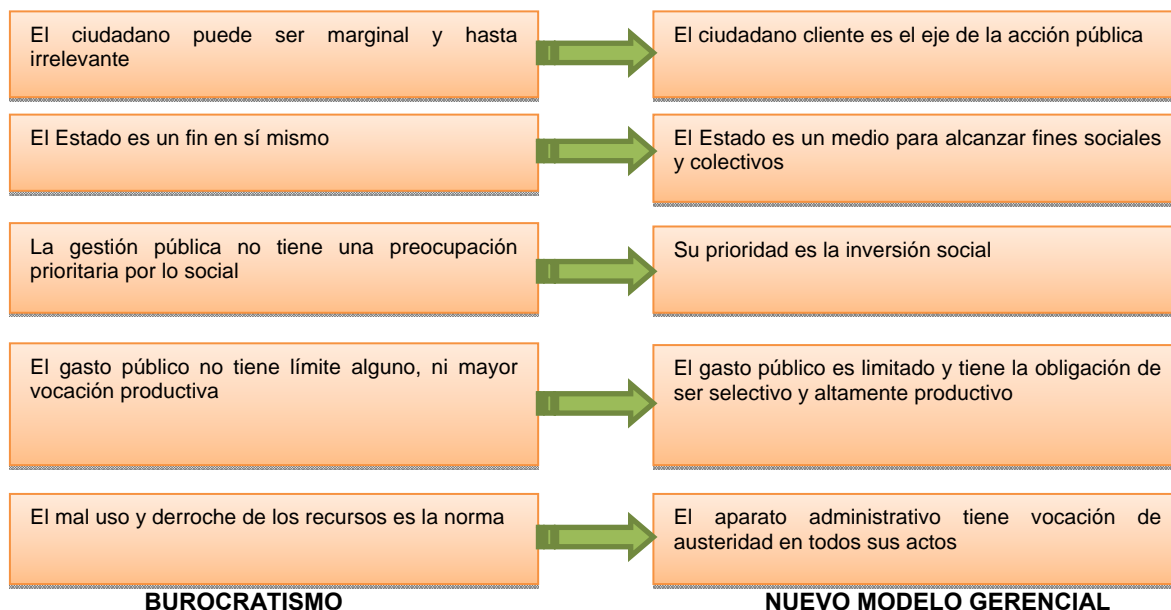 El ciudadano puede ser marginal y hasta
irrelevante
El ciudadano cliente es el eje de la acción pública
El Estado es un fin en sí mismo
El Estado es un medio para alcanzar fines sociales
y colectivos
La gestión pública no tiene una preocupación
prioritaria por lo social
Su prioridad es la inversión social
El gasto público no tiene límite alguno, ni mayor
vocación productiva
El gasto público es limitado y tiene la obligación de
ser selectivo y altamente productivo
El mal uso y derroche de los recursos es la norma
El aparato administrativo tiene vocación de
austeridad en todos sus actos
BUROCRATISMO
NUEVO MODELO GERENCIAL